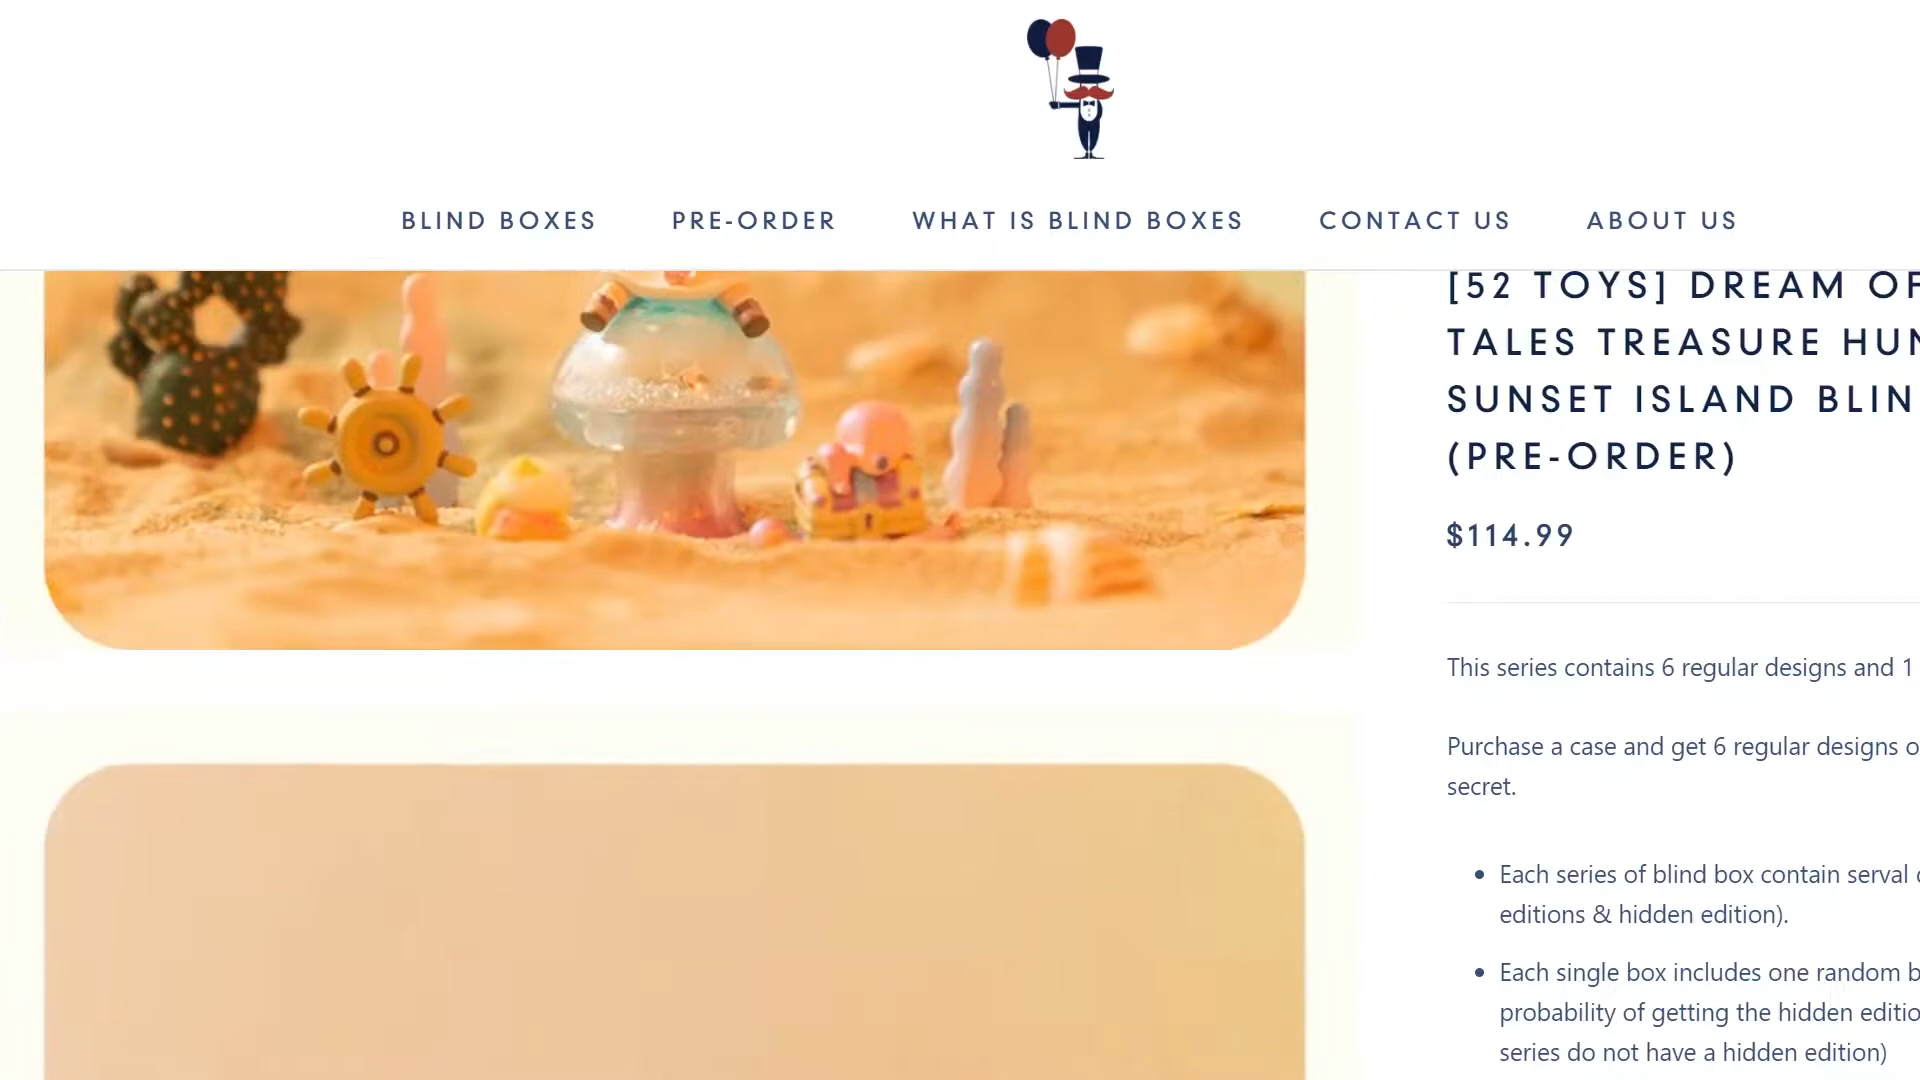 BLIND BOXES PRE-ORDER WHAT IS BLIND BOXES CONTACT US ABOUT US
[52 TOYS] DREAM OF
TALES TREASURE
SUNSET ISLAND
(PRE-ORDER)
$114.99
This series contains 6 regular designs and 1
Purchase a case and get 6 regular designs
secret.
Each series of blind box contain serval
editions & hidden edition).
Each single box includes one random
probability of getting the hidden
series do not have a hidden edition)